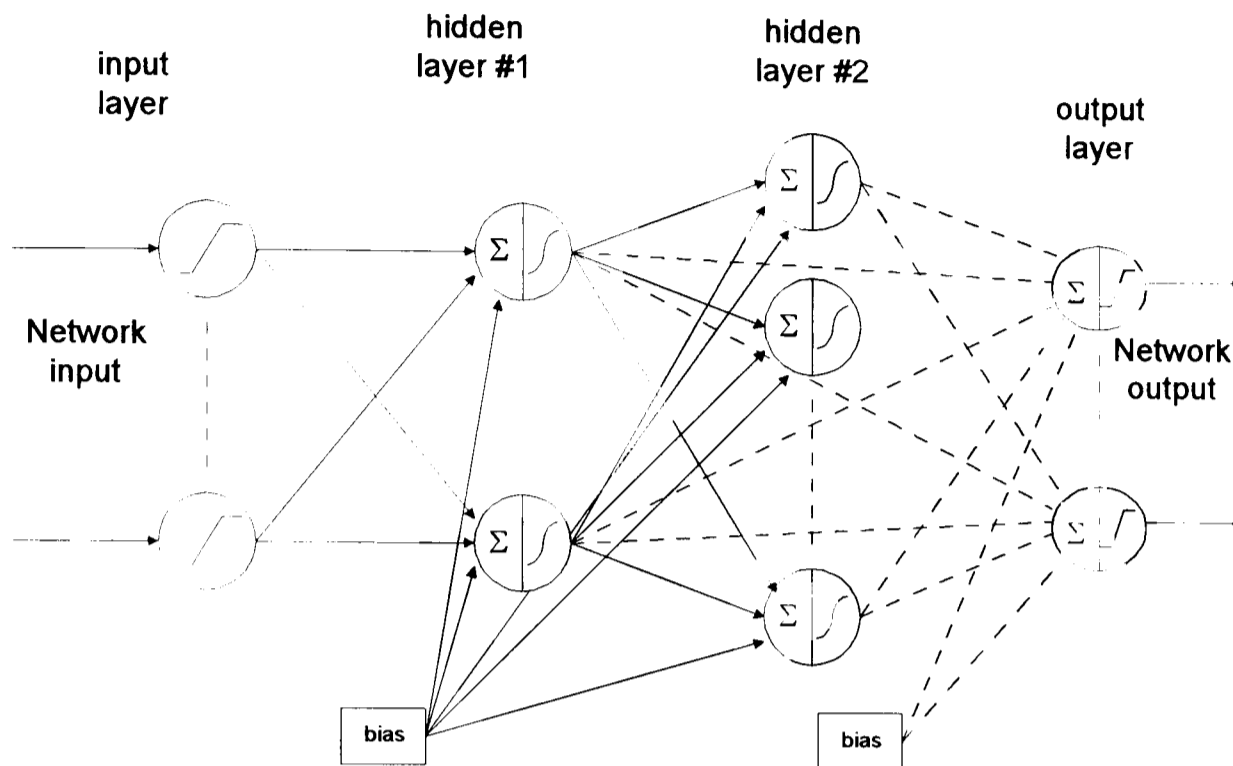 input
layer
hidden
layer #1
hidden
layer #2
output
layer
Network
input
Σ
Σ
Σ
Σ
Σ
Σ
Σ
Network
output
bias
bias